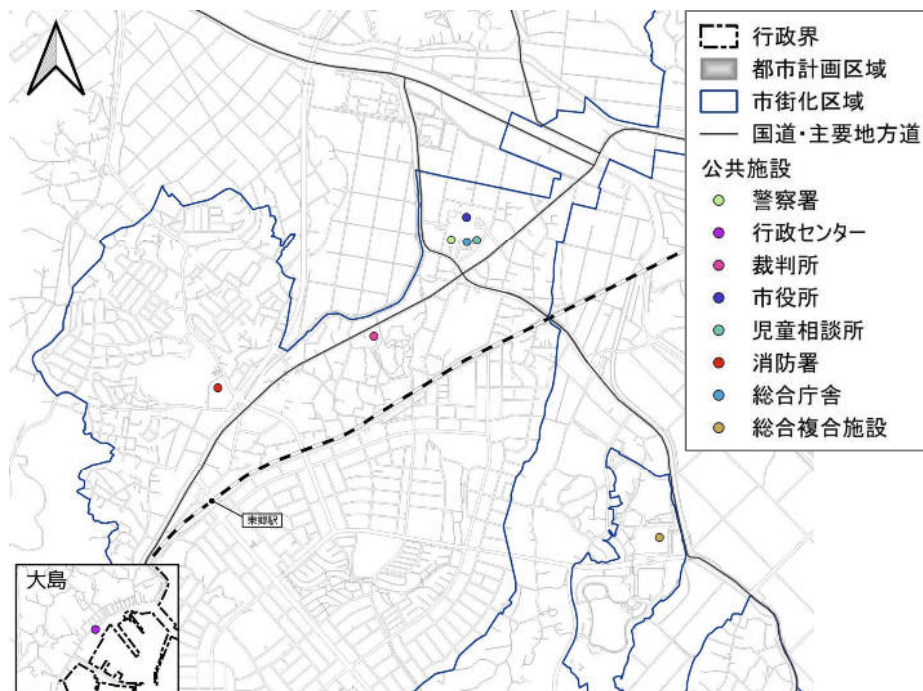 行政界
都市計画区域
市街化区域
国道・主要地方道
公共施設
警察署
行政センター
裁判所
市役所
児童相談所
消防署
総合庁舎
総合複合施設
東郷駅
大島